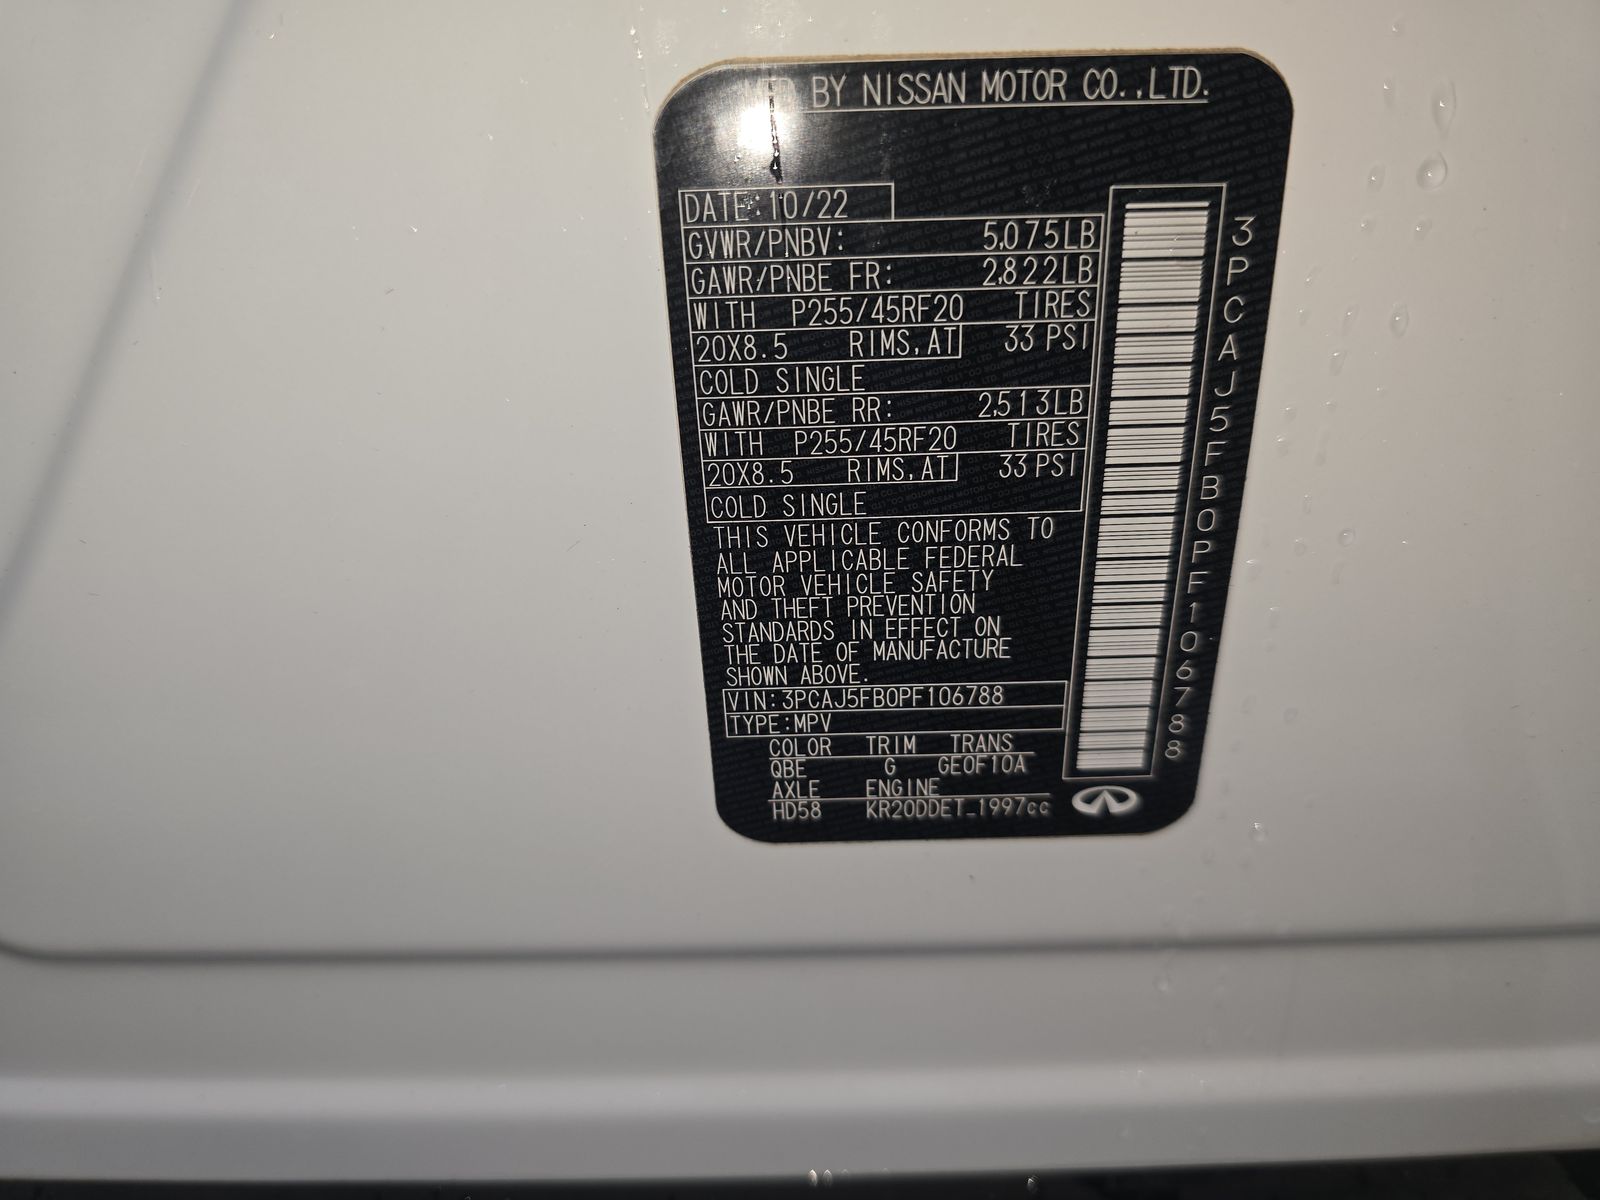 MFD BY NISSAN MOTOR CO.,LTD.
DATE:10/22
GVWR/PNBV: 5,075LB
GAWR/PNBE FR: 2,822LB
WITH P255/45RF20 TIRES
20X8.5 RIMS,AT 33 PSI
COLD SINGLE
GAWR/PNBE RR: 2,513LB
WITH P255/45RF20 TIRES
20X8.5 RIMS,AT 33 PSI
COLD SINGLE
THIS VEHICLE CONFORMS TO
ALL APPLICABLE FEDERAL
MOTOR VEHICLE SAFETY
AND THEFT PREVENTION
STANDARDS IN EFFECT ON
THE DATE OF MANUFACTURE
SHOWN ABOVE.
VIN:3PCAJ5FB0PF106788
TYPE:MPV
COLOR TRIM TRANS
QBE G GE0F10A
AXLE ENGINE
HD58 KR20DDET_1997cc
3PCAJ5FB0PF106788